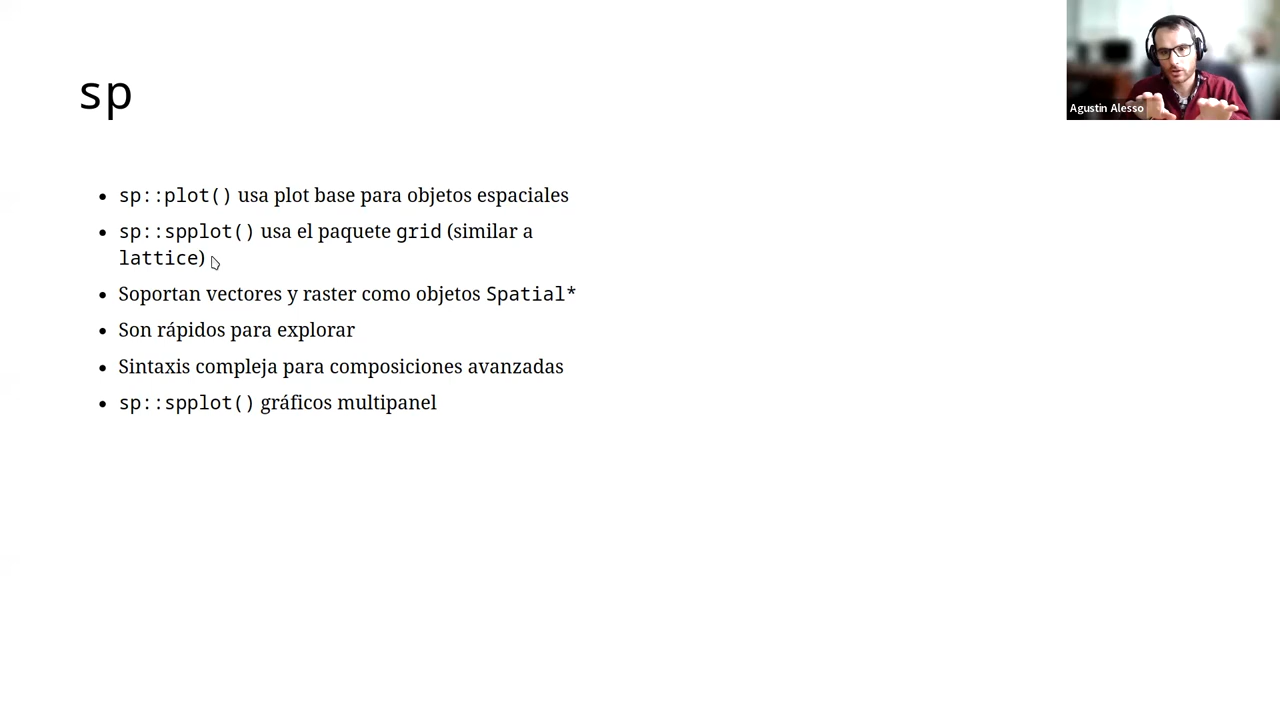 sp
Agustin Alesso
• sp::plot() usa plot base para objetos espaciales
• sp::spplot() usa el paquete grid (similar a
lattice)
• Soportan vectores y raster como objetos Spatial*
• Son rápidos para explorar
• Sintaxis compleja para composiciones avanzadas
• sp::spplot() gráficos multipanel